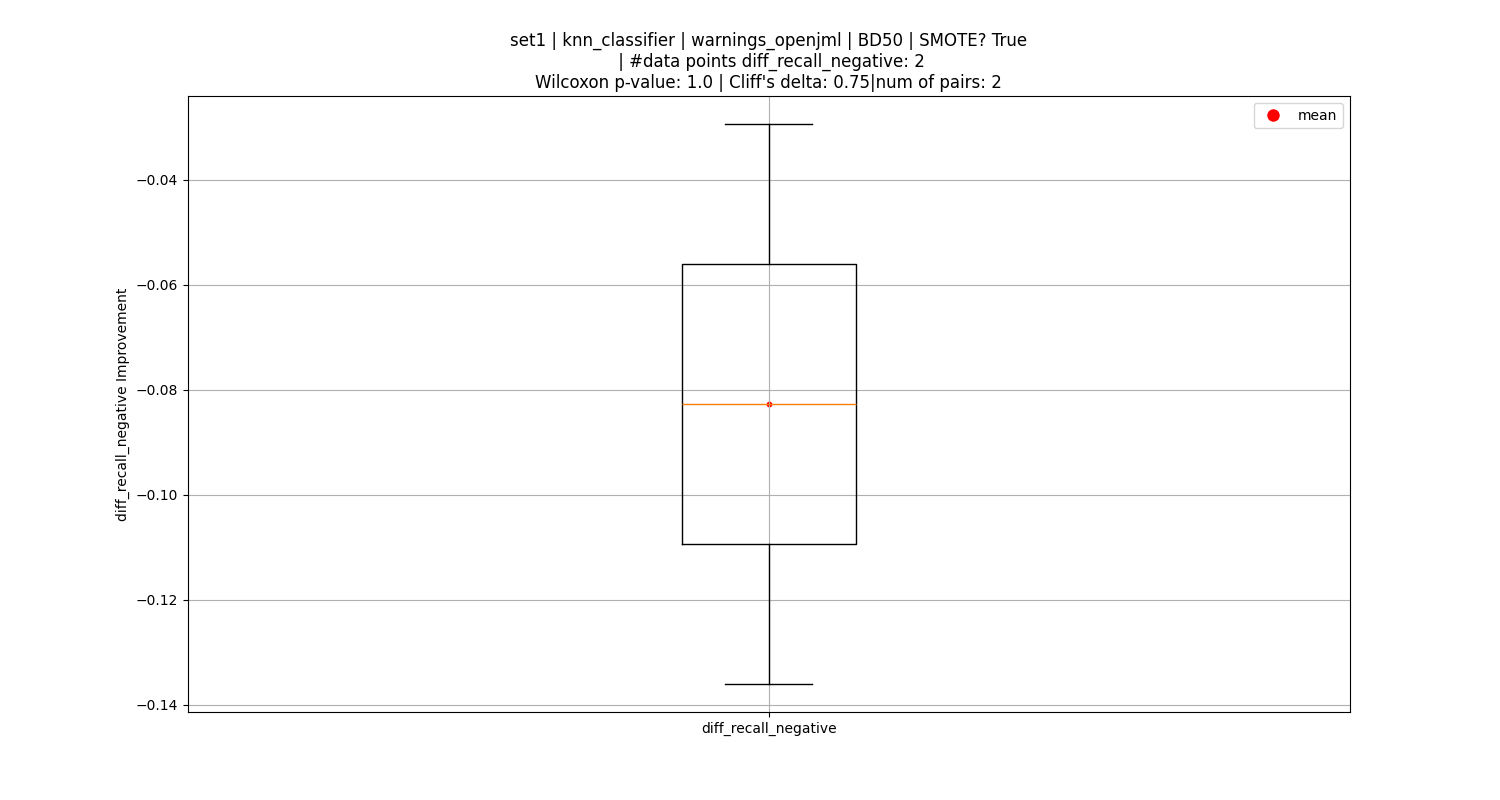 set1 | knn_classifier | warnings_openjml | BD50 | SMOTE? True
| #data points diff_recall_negative: 2
Wilcoxon p-value: 1.0 | Cliff's delta: 0.75|num of pairs: 2
mean
−0.04
−0.06
−0.08
−0.10
−0.12
−0.14
diff_recall_negative Improvement
diff_recall_negative